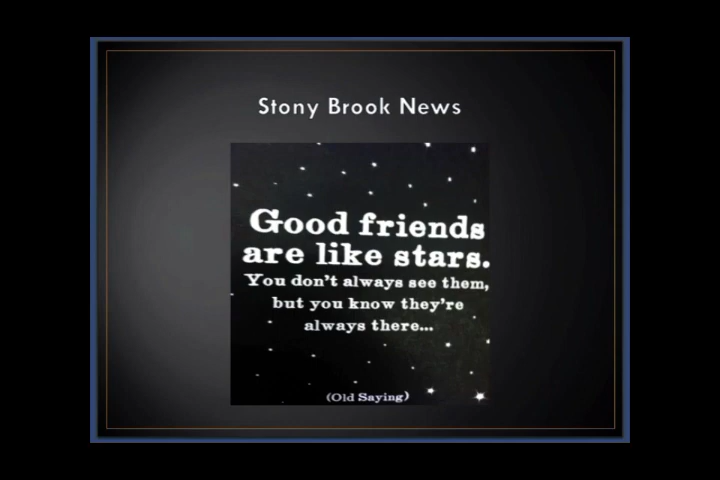 Stony Brook News
Good friends
are like stars.
You don't always see them,
but you know they're
always there...
(Old Saying)